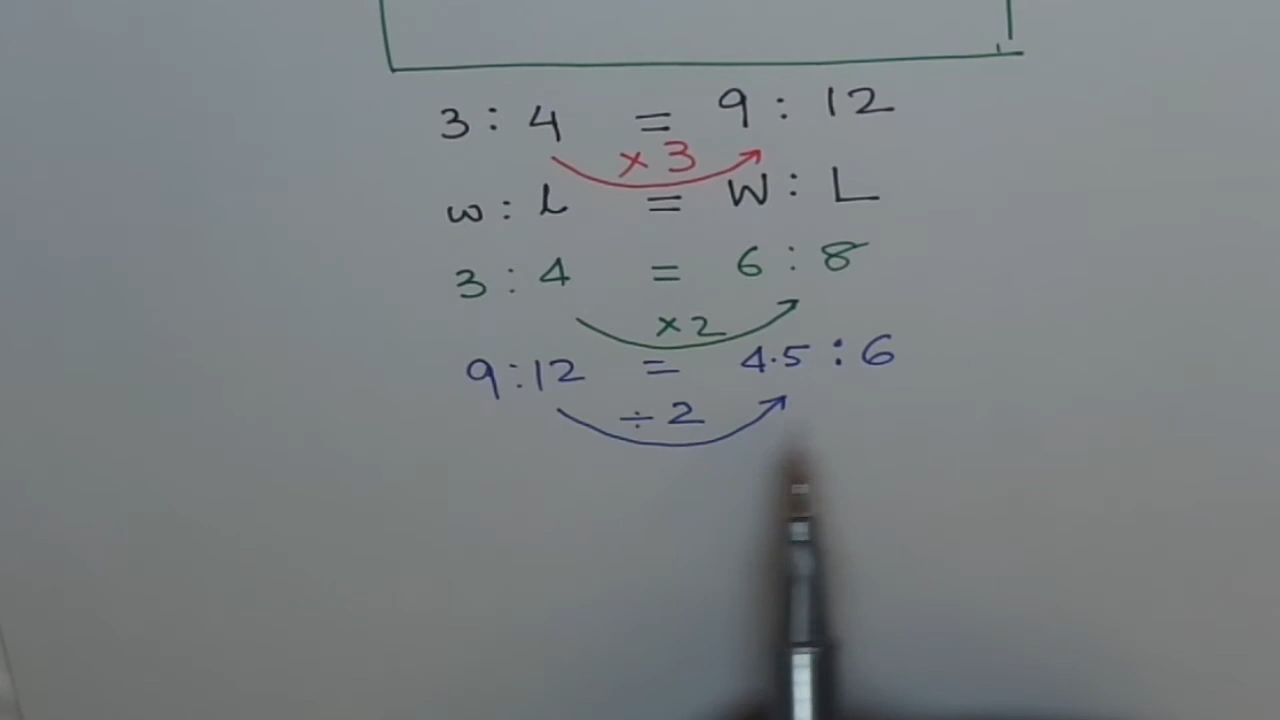 3 : 4 = 9 : 12
× 3
w : L = W : L
3 : 4 = 6 : 8
× 2
9 : 12 = 4.5 : 6
÷ 2